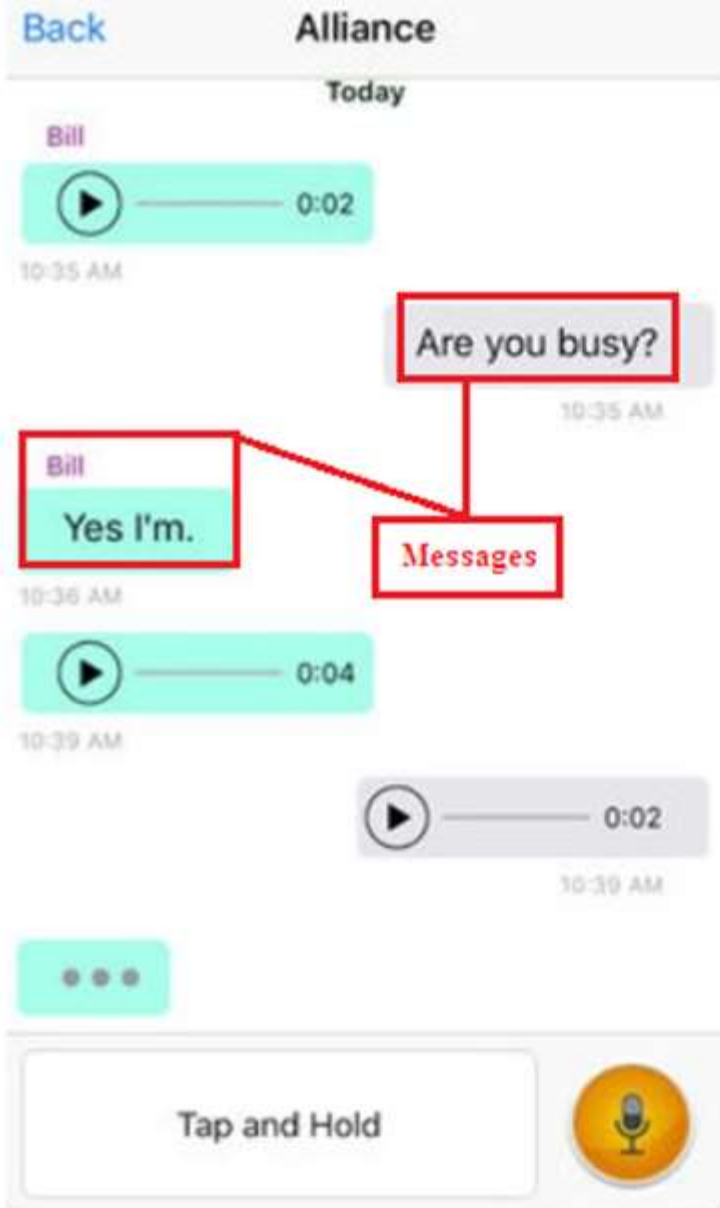 Back Alliance
Today
Bill
0:02
10:35 AM
Are you busy?
10:35 AM
Bill
Yes I'm.
Messages
10:36 AM
0:04
10:39 AM
0:02
10:39 AM
Tap and Hold